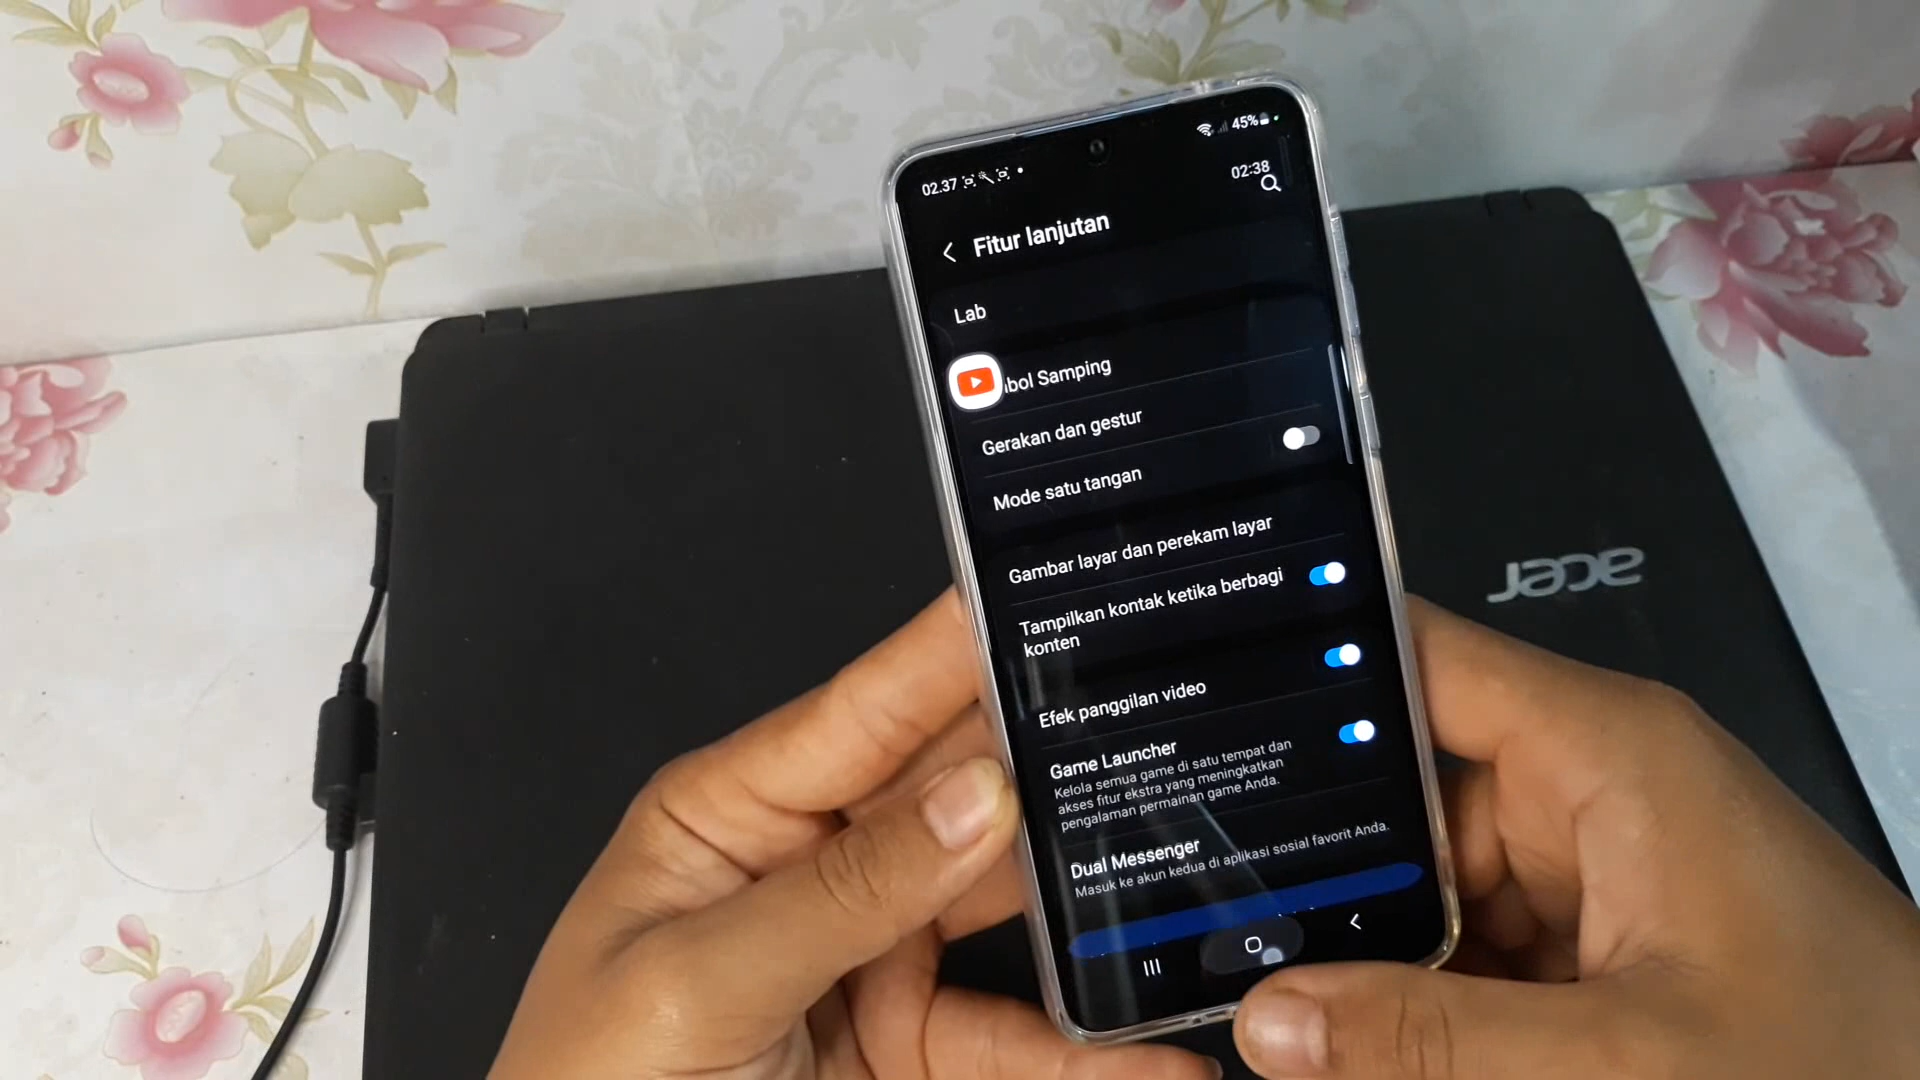 02.37
45%
02:38
Fitur lanjutan
Lab
bol Samping
Gerakan dan gestur
Mode satu tangan
Gambar layar dan perekam layar
Tampilkan kontak ketika berbagi
konten
Efek panggilan video
Game Launcher
Kelola semua game di satu tempat dan
akses fitur ekstra yang meningkatkan
pengalaman permainan game Anda.
Dual Messenger
Masuk ke akun kedua di aplikasi sosial favorit Anda.
acer